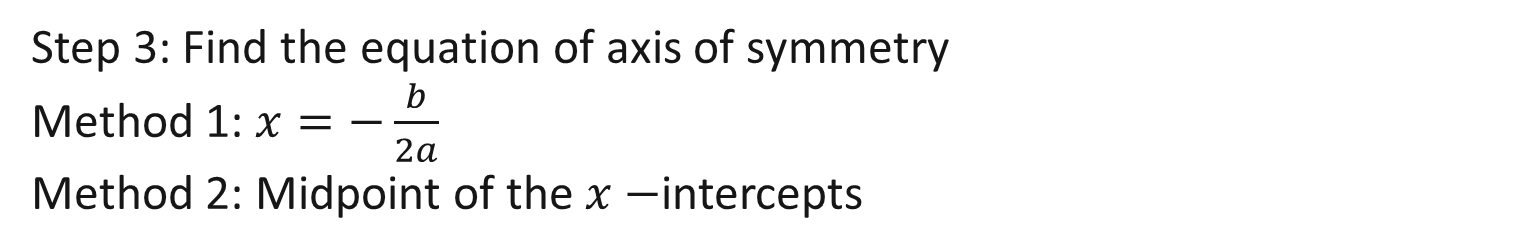 Step 3: Find the equation of axis of symmetry
Method 1: x = −b/2a
Method 2: Midpoint of the x −intercepts